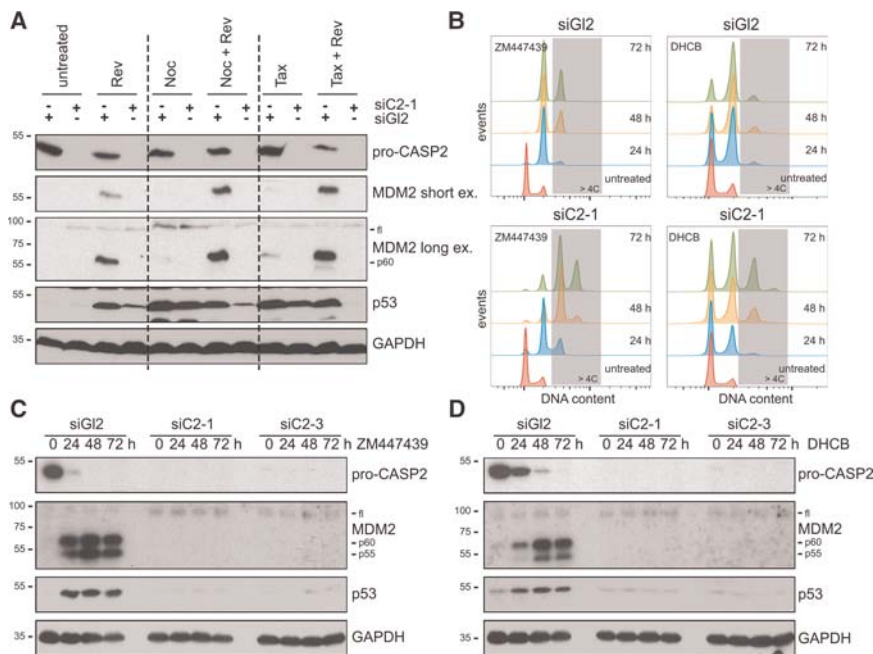 A
untreated
Rev
Noc
Noc + Rev
Tax
Tax + Rev
- + - + - + - + - + - + siC2-1
+ - + - + - + - + - + - siGl2
55
pro-CASP2
55
MDM2 short ex.
100
fl
75
MDM2 long ex.
55
p60
55
p53
35
GAPDH
B
siGl2
siGl2
ZM447439
72 h
48 h
24 h
untreated
> 4C
DHCB
72 h
48 h
24 h
untreated
> 4C
events
siC2-1
siC2-1
ZM447439
72 h
48 h
24 h
untreated
> 4C
DHCB
72 h
48 h
24 h
untreated
> 4C
events
DNA content
DNA content
C
siGl2
siC2-1
siC2-3
0 24 48 72 h 0 24 48 72 h 0 24 48 72 h ZM447439
55
pro-CASP2
100
fl
MDM2
75
p60
55
p55
55
p53
35
GAPDH
D
siGl2
siC2-1
siC2-3
0 24 48 72 h 0 24 48 72 h 0 24 48 72 h DHCB
55
pro-CASP2
100
fl
MDM2
75
p60
55
p55
55
p53
35
GAPDH